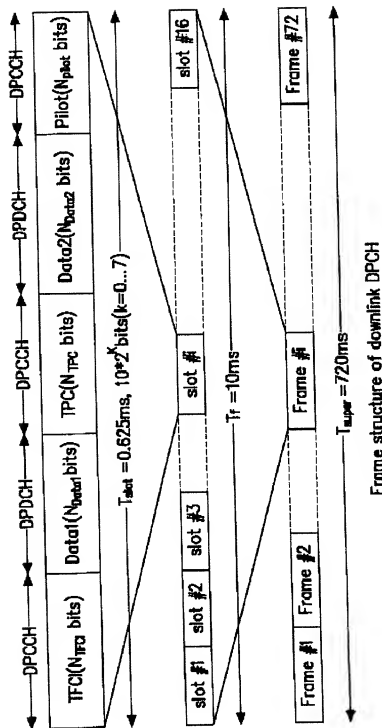 DPCCH DPDCH DPCCH DPDCH DPCCH
TFCI(N_TFCI bits) Data1(N_Data1 bits) TPC(N_TPC bits) Data2(N_Data2 bits) Pilot(N_pilot bits)
T_slot = 0.625ms, 10*2^K bits(k=0...7)
slot #1 slot #2 slot #3 slot #i slot #16
T_f = 10ms
Frame #1 Frame #2 Frame #i Frame #72
T_super = 720ms
Frame structure of downlink DPCH